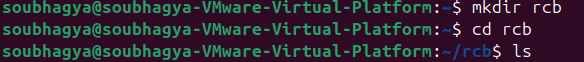 soubhagya@soubhagya-VMware-Virtual-Platform:~$ mkdir rcb
soubhagya@soubhagya-VMware-Virtual-Platform:~$ cd rcb
soubhagya@soubhagya-VMware-Virtual-Platform:~/rcb$ ls